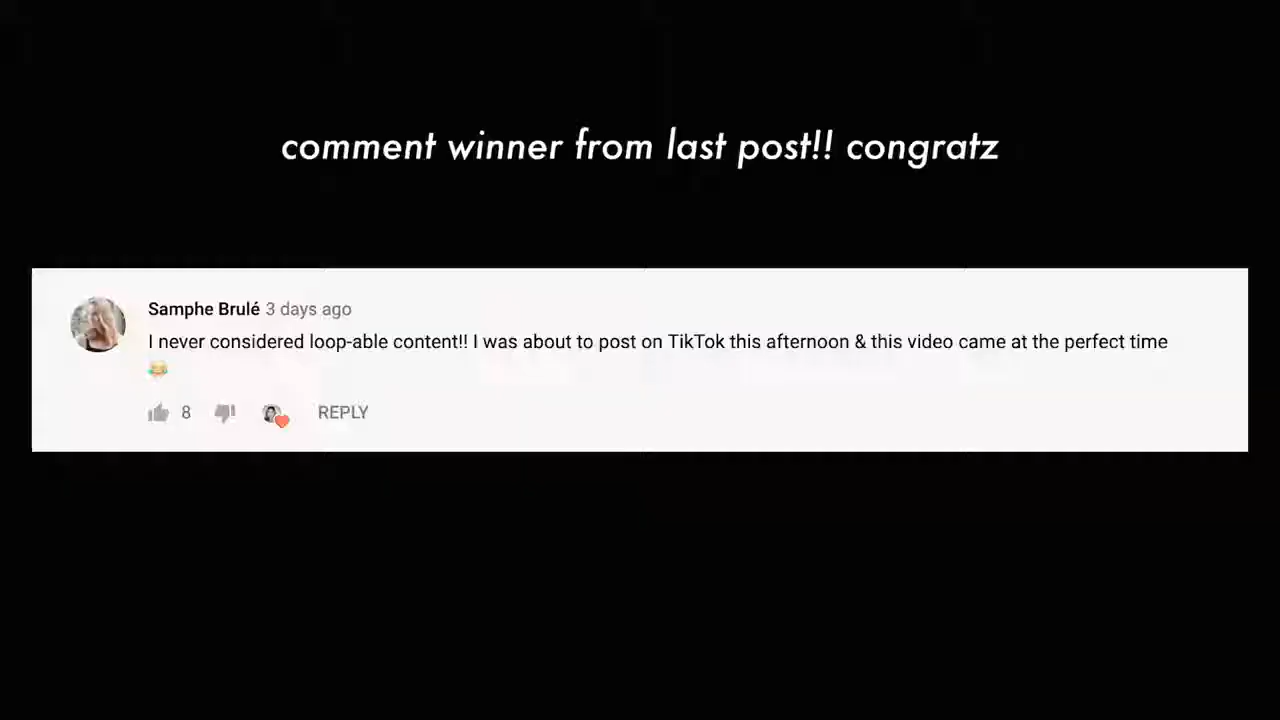 comment winner from last post!! congratz
Samphe Brulé 3 days ago
I never considered loop-able content!! I was about to post on TikTok this afternoon & this video came at the perfect time
😂
8 REPLY